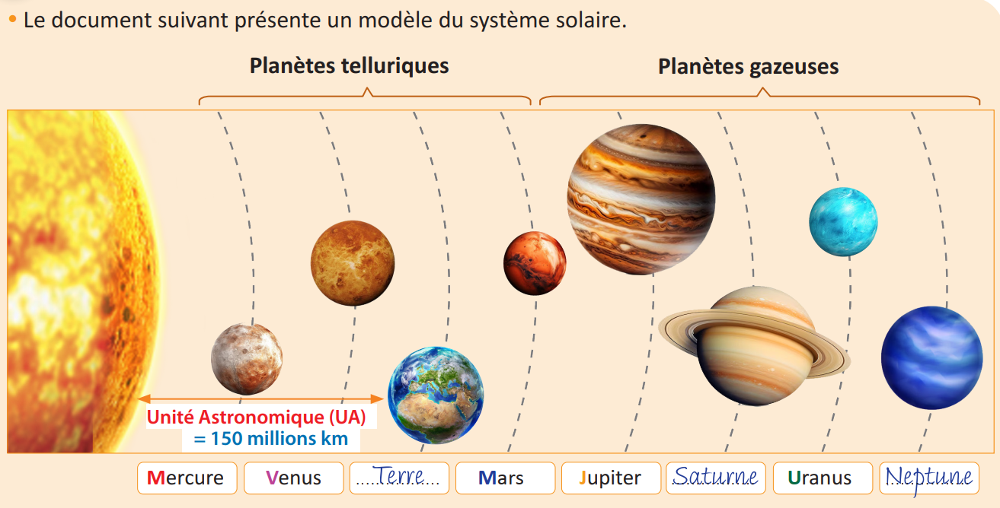 • Le document suivant présente un modèle du système solaire.
Planètes telluriques
Planètes gazeuses
Unité Astronomique (UA)
= 150 millions km
Mercure
Venus
.....Terre....
Mars
Jupiter
Saturne
Uranus
Neptune